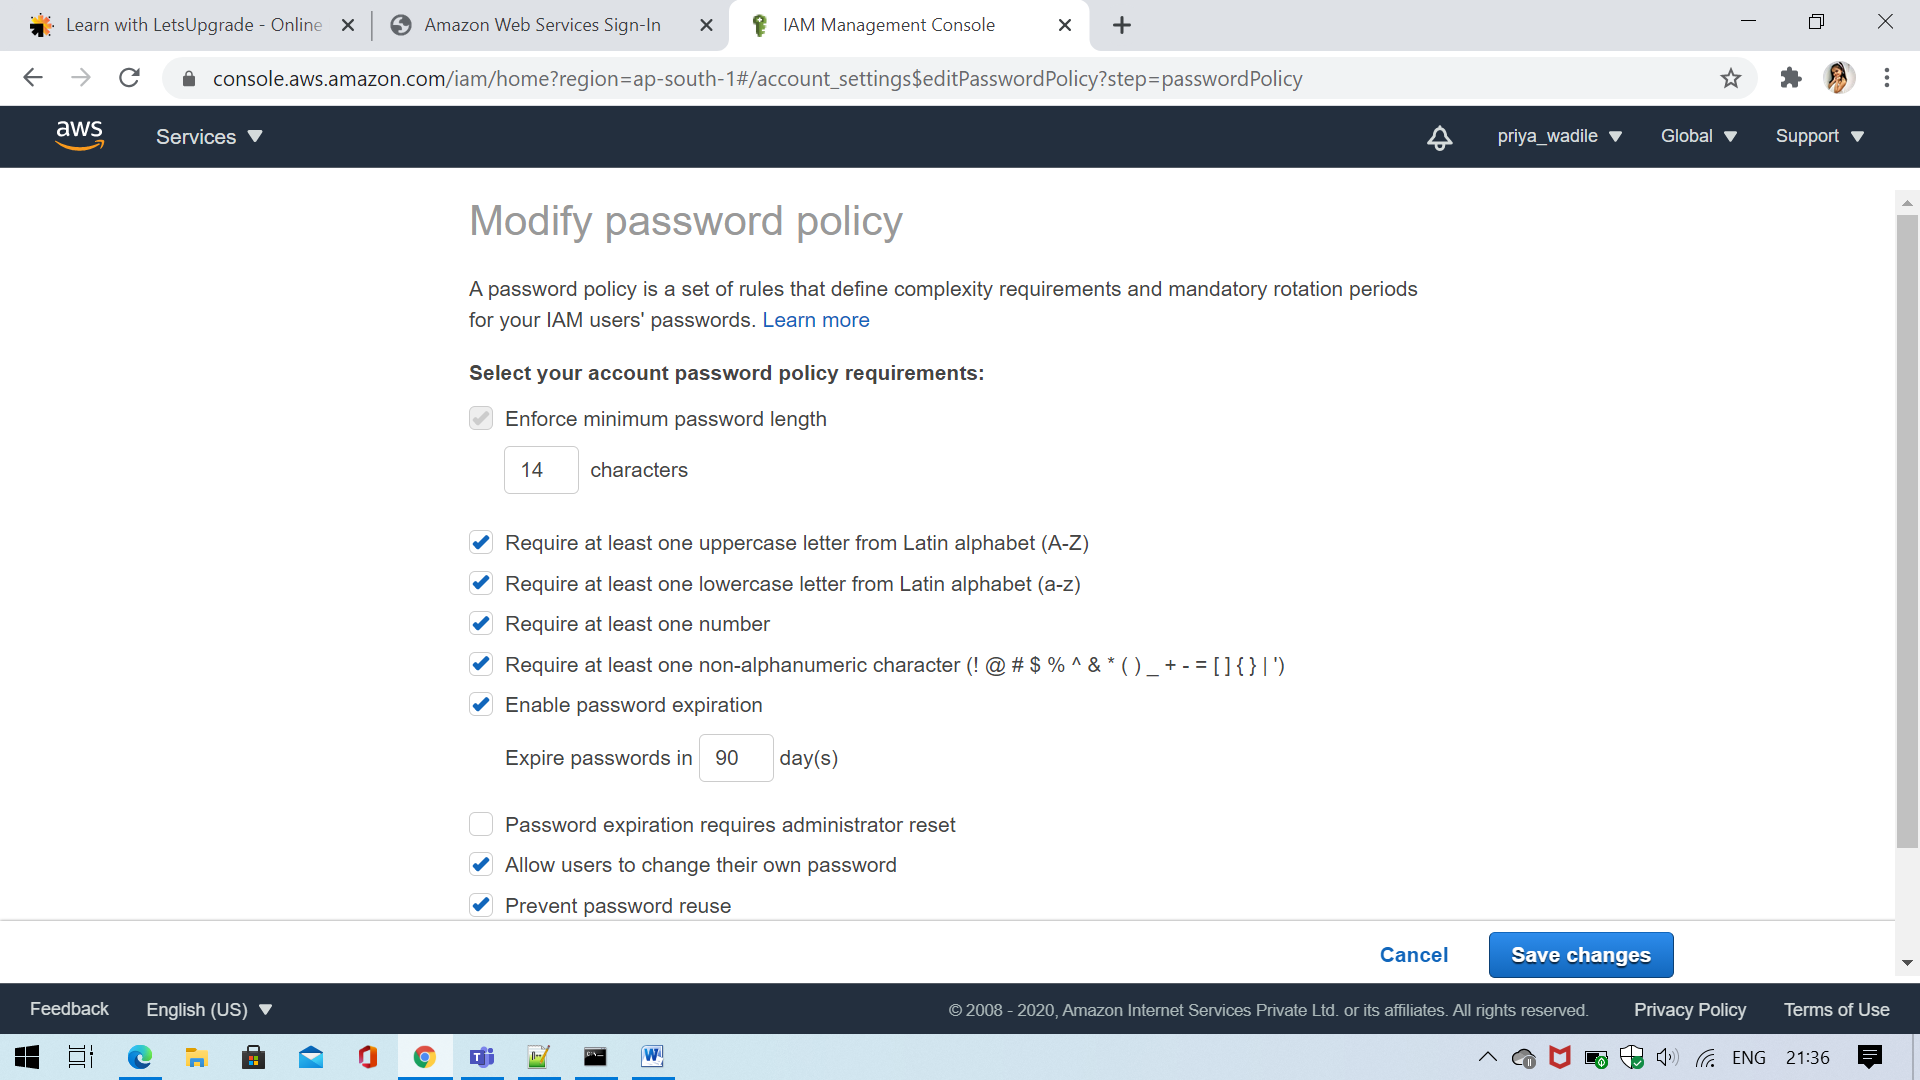 Learn with LetsUpgrade - Online
Amazon Web Services Sign-In
IAM Management Console
console.aws.amazon.com/iam/home?region=ap-south-1#/account_settings$editPasswordPolicy?step=passwordPolicy
aws
Services
priya_wadile
Global
Support
Modify password policy
A password policy is a set of rules that define complexity requirements and mandatory rotation periods
for your IAM users' passwords. Learn more
Select your account password policy requirements:
Enforce minimum password length
14 characters
Require at least one uppercase letter from Latin alphabet (A-Z)
Require at least one lowercase letter from Latin alphabet (a-z)
Require at least one number
Require at least one non-alphanumeric character (! @ # $ % ^ & * ( ) _ + - = [ ] { } | ')
Enable password expiration
Expire passwords in 90 day(s)
Password expiration requires administrator reset
Allow users to change their own password
Prevent password reuse
Cancel
Save changes
Feedback
English (US)
© 2008 - 2020, Amazon Internet Services Private Ltd. or its affiliates. All rights reserved.
Privacy Policy
Terms of Use
ENG
21:36